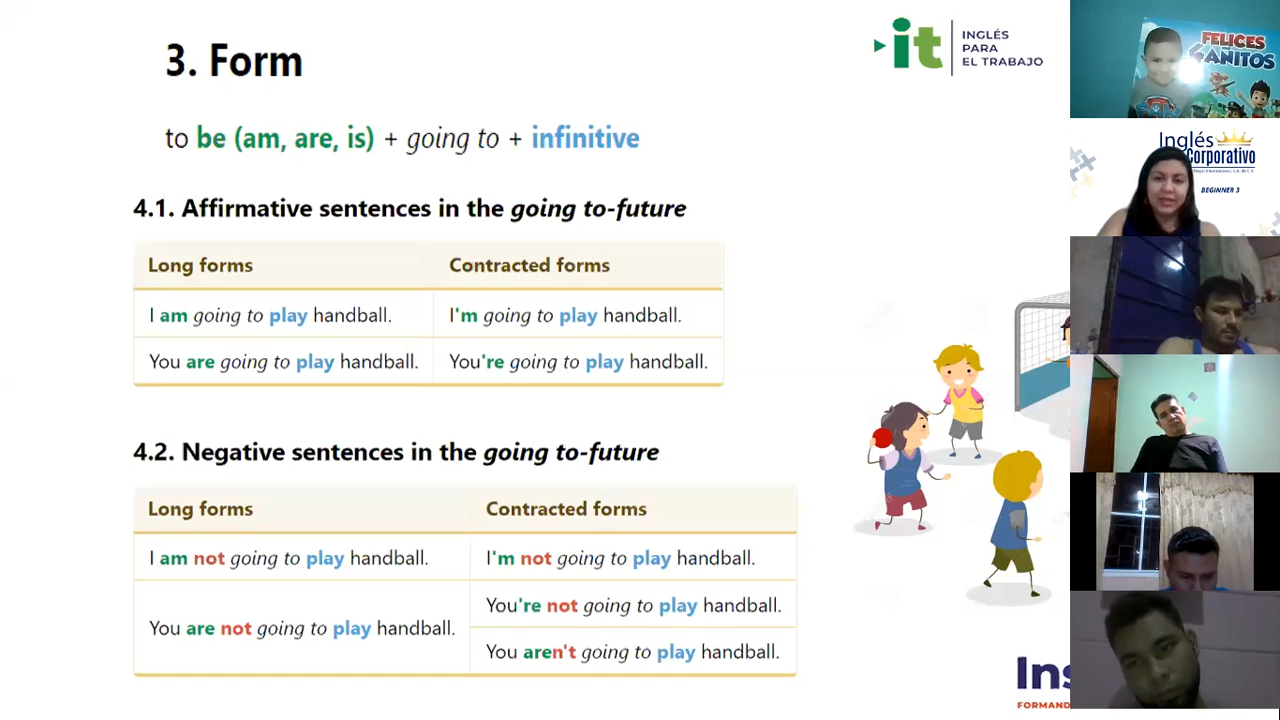 3. Form
to be (am, are, is) + going to + infinitive
4.1. Affirmative sentences in the going to-future
Long forms
Contracted forms
I am going to play handball.
I'm going to play handball.
You are going to play handball.
You're going to play handball.
4.2. Negative sentences in the going to-future
Long forms
Contracted forms
I am not going to play handball.
I'm not going to play handball.
You are not going to play handball.
You're not going to play handball.
You aren't going to play handball.
it
INGLÉS
PARA
EL TRABAJO
Ins
FORMAND
FELICES
4 AÑITOS
Inglés
Corporativo
BEGINNER 3